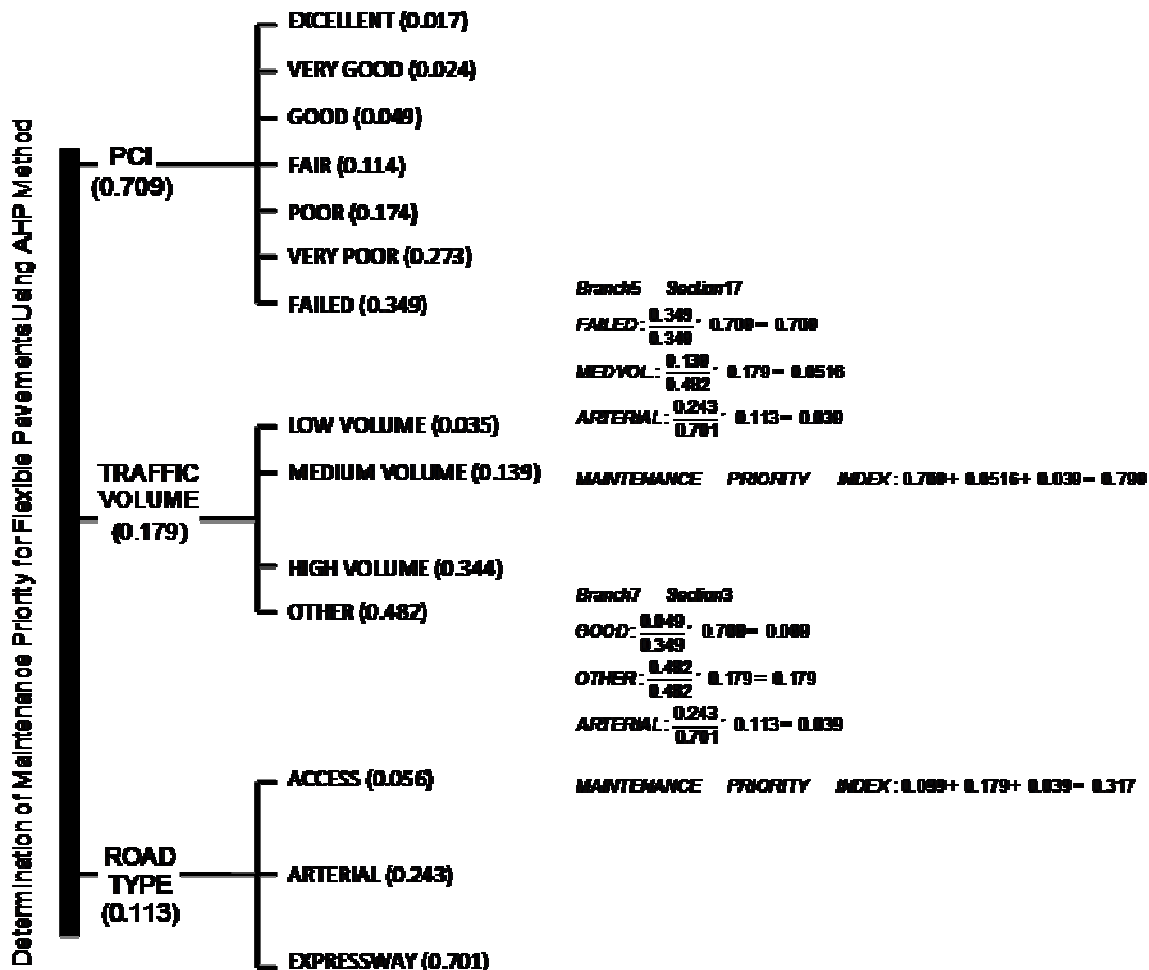 Determination of Maintenance Priority for Flexible Pavements Using AHP Method
PCI
(0.709)
EXCELLENT (0.017)
VERY GOOD (0.024)
GOOD (0.049)
FAIR (0.114)
POOR (0.174)
VERY POOR (0.273)
FAILED (0.349)
TRAFFIC
VOLUME
(0.179)
LOW VOLUME (0.035)
MEDIUM VOLUME (0.139)
HIGH VOLUME (0.344)
OTHER (0.482)
ROAD
TYPE
(0.113)
ACCESS (0.056)
ARTERIAL (0.243)
EXPRESSWAY (0.701)
Branch5 Section17
FAILED: 0.349/0.349 · 0.709 = 0.709
MEDVOL: 0.139/0.482 · 0.179 = 0.0516
ARTERIAL: 0.243/0.701 · 0.113 = 0.039
MAINTENANCE PRIORITY INDEX: 0.709 + 0.0516 + 0.039 = 0.799
Branch7 Section3
GOOD: 0.049/0.349 · 0.709 = 0.099
OTHER: 0.482/0.482 · 0.179 = 0.179
ARTERIAL: 0.243/0.701 · 0.113 = 0.039
MAINTENANCE PRIORITY INDEX: 0.099 + 0.179 + 0.039 = 0.317